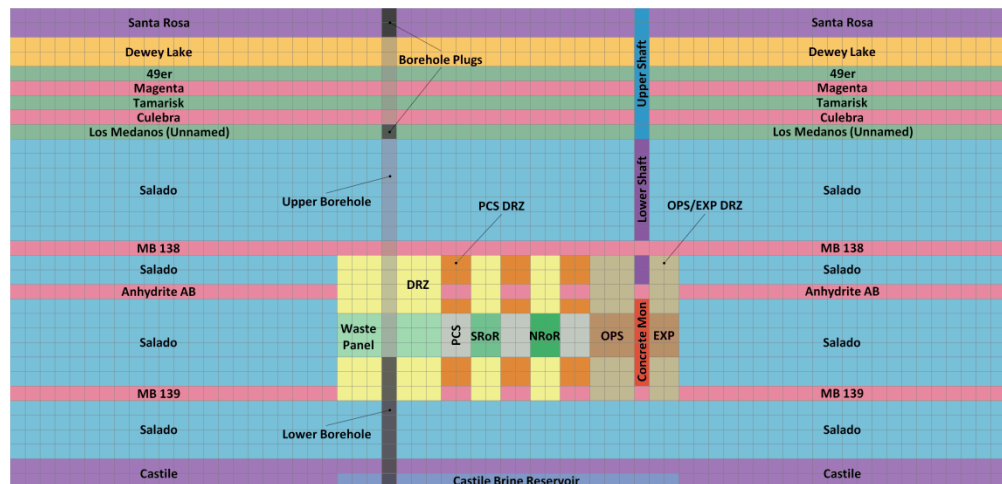 Santa Rosa
Santa Rosa
Dewey Lake
Borehole Plugs
Upper Shaft
Dewey Lake
49er
49er
Magenta
Magenta
Tamarisk
Tamarisk
Culebra
Culebra
Los Medanos (Unnamed)
Los Medanos (Unnamed)
Salado
Upper Borehole
PCS DRZ
Lower Shaft
OPS/EXP DRZ
Salado
MB 138
MB 138
Salado
DRZ
Salado
Anhydrite AB
Anhydrite AB
Salado
Waste
Panel
PCS
SRoR
NRoR
OPS
Concrete Mon
EXP
Salado
MB 139
MB 139
Salado
Lower Borehole
Salado
Castile
Castile Brine Reservoir
Castile